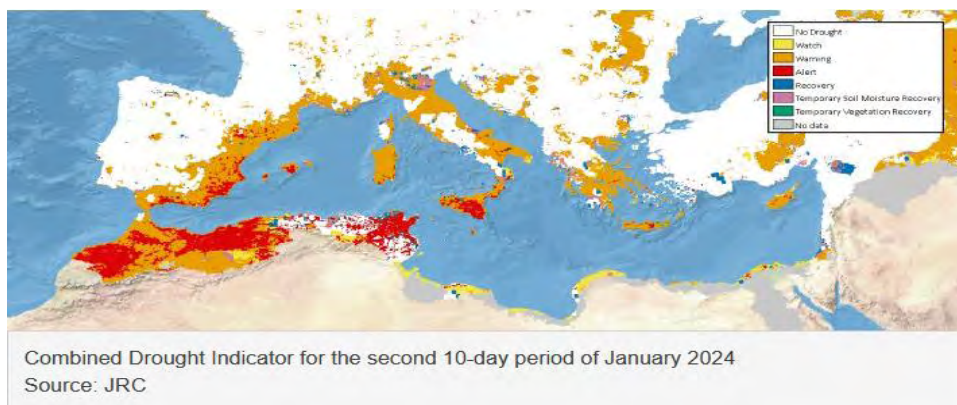 No Drought
Watch
Warning
Alert
Recovery
Temporary Soil Moisture Recovery
Temporary Vegetation Recovery
No data
Combined Drought Indicator for the second 10-day period of January 2024
Source: JRC